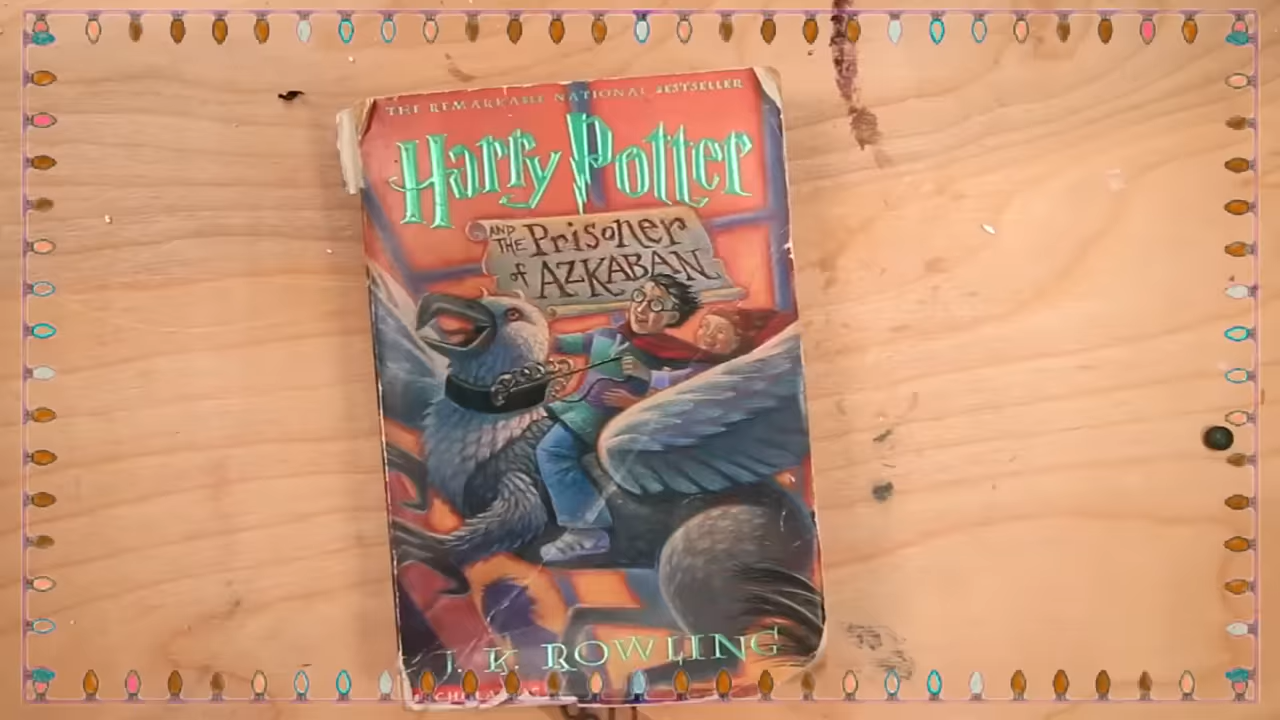 THE REMARKABLE NATIONAL BESTSELLER
Harry Potter
AND THE Prisoner
of AZKABAN
J. K. ROWLING